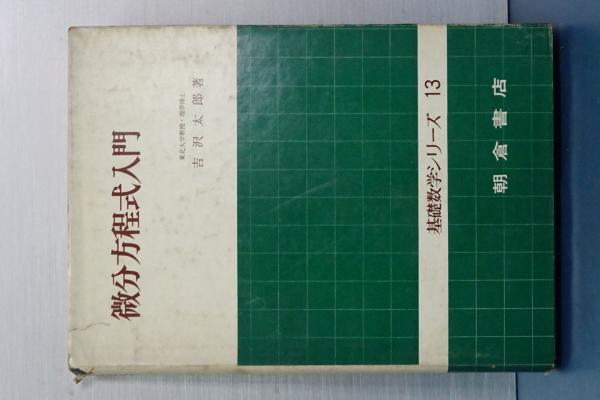 微分方程式入門
東北大学教授・理学博士
吉沢太郎著
基礎数学シリーズ 13
朝倉書店